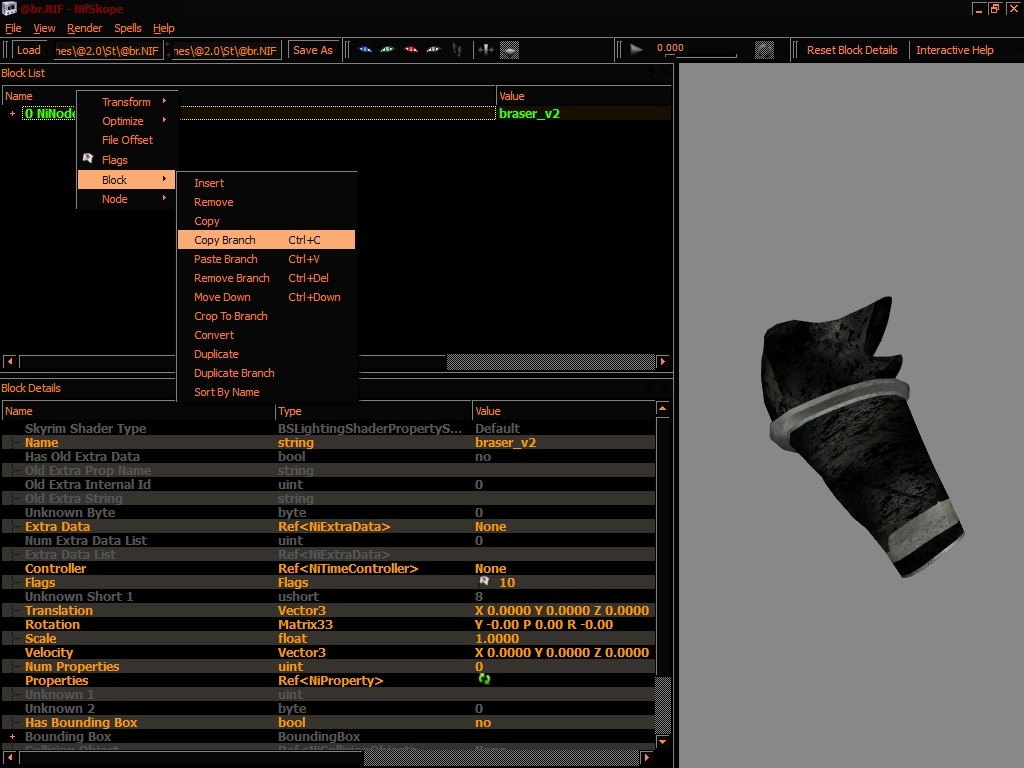 @br.NIF - NifSkope
File View Render Spells Help
Load nes\@2.0\St\@br.NIF nes\@2.0\St\@br.NIF Save As 0.000 Reset Block Details Interactive Help
Block List
Name Value
+ 0 NiNode braser_v2
Transform
Optimize
File Offset
Flags
Block
Node
Insert
Remove
Copy
Copy Branch Ctrl+C
Paste Branch Ctrl+V
Remove Branch Ctrl+Del
Move Down Ctrl+Down
Crop To Branch
Convert
Duplicate
Duplicate Branch
Sort By Name
Block Details
Name Type Value
Skyrim Shader Type BSLightingShaderPropertyS... Default
Name string braser_v2
Has Old Extra Data bool no
Old Extra Prop Name string
Old Extra Internal Id uint 0
Old Extra String string
Unknown Byte byte 0
Extra Data Ref<NiExtraData> None
Num Extra Data List uint 0
Extra Data List Ref<NiExtraData>
Controller Ref<NiTimeController> None
Flags Flags 10
Unknown Short 1 ushort 8
Translation Vector3 X 0.0000 Y 0.0000 Z 0.0000
Rotation Matrix33 Y -0.00 P 0.00 R -0.00
Scale float 1.0000
Velocity Vector3 X 0.0000 Y 0.0000 Z 0.0000
Num Properties uint 0
Properties Ref<NiProperty>
Unknown 1 uint
Unknown 2 byte 0
Has Bounding Box bool no
+ Bounding Box BoundingBox
Collision Object Ref<NiCollisionObject> None